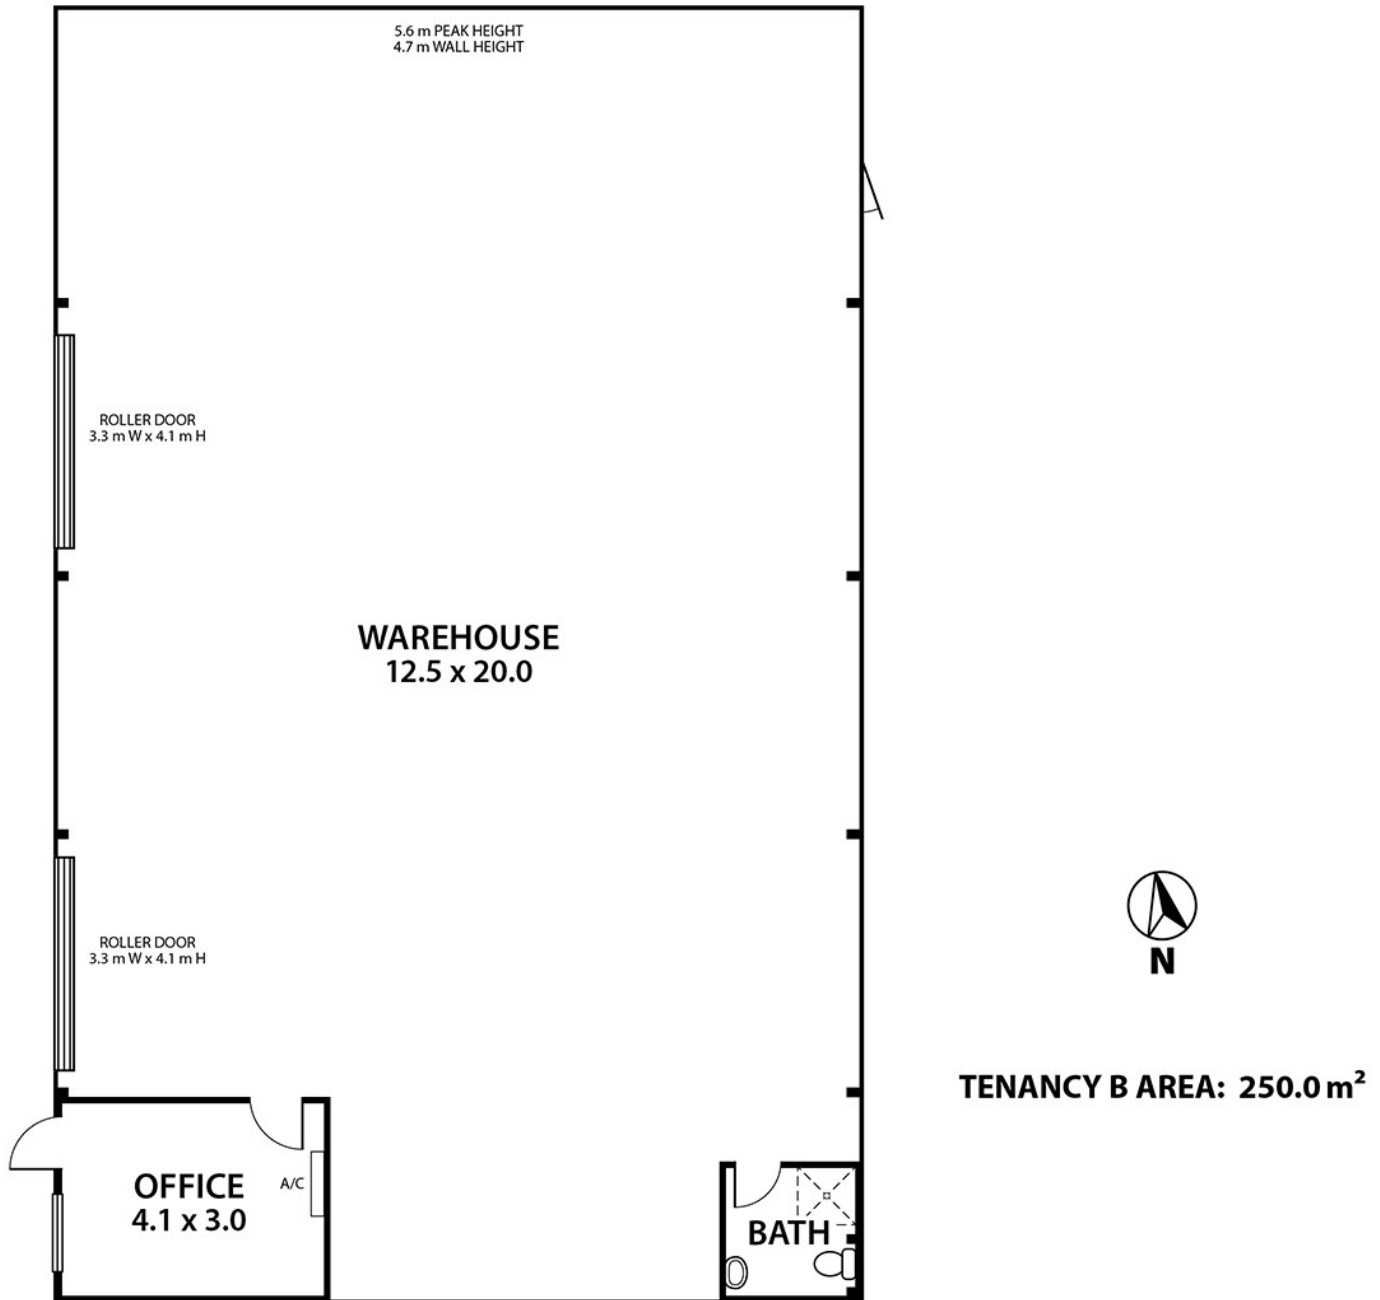 5.6 m PEAK HEIGHT
4.7 m WALL HEIGHT
ROLLER DOOR
3.3 m W x 4.1 m H
WAREHOUSE
12.5 x 20.0
ROLLER DOOR
3.3 m W x 4.1 m H
N
TENANCY B AREA: 250.0 m²
OFFICE
4.1 x 3.0
A/C
BATH